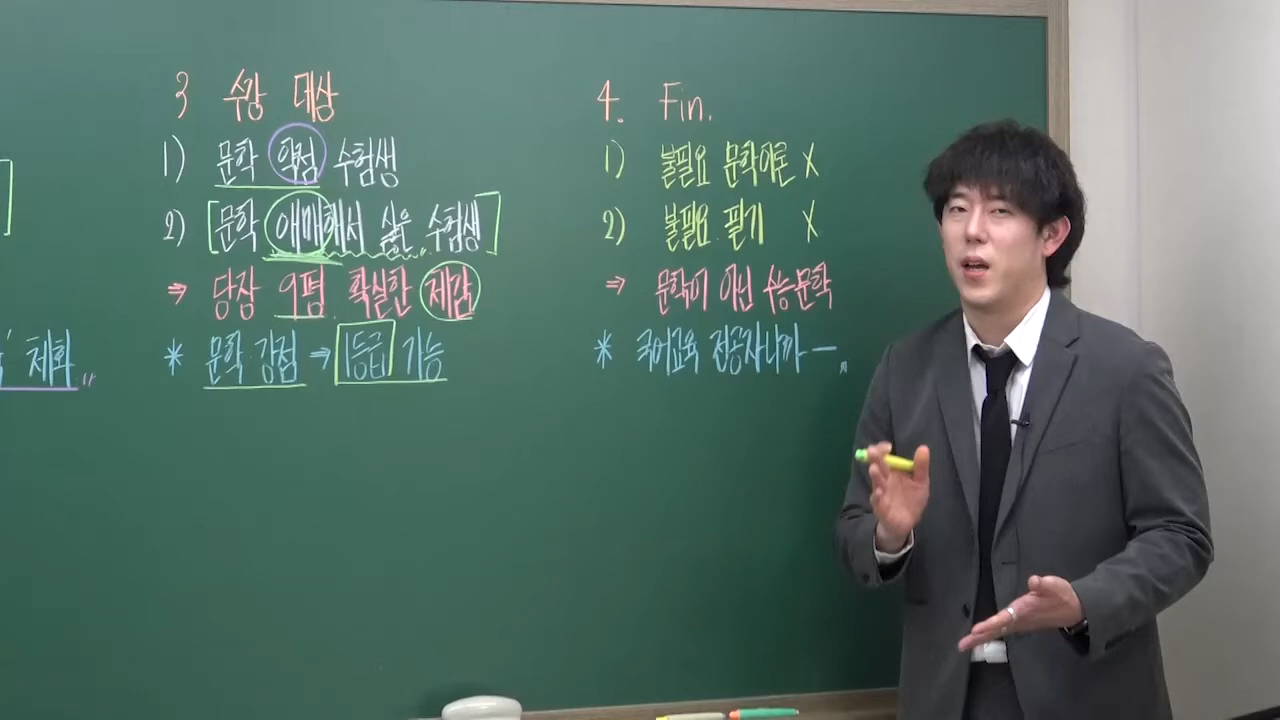 체화"
3 수강 대상
1) 문학 약점 수험생
2) [문학 애매해서 싫은 수험생]
⇒ 당장 9평 확실한 체감
* 문학 강점 ⇒ 1등급 가능
4. Fin.
1) 불필요 문학이론 X
2) 불필요 필기 X
⇒ 문학이 아닌 수능문학
* 국어교육 전공자니까ㅡ